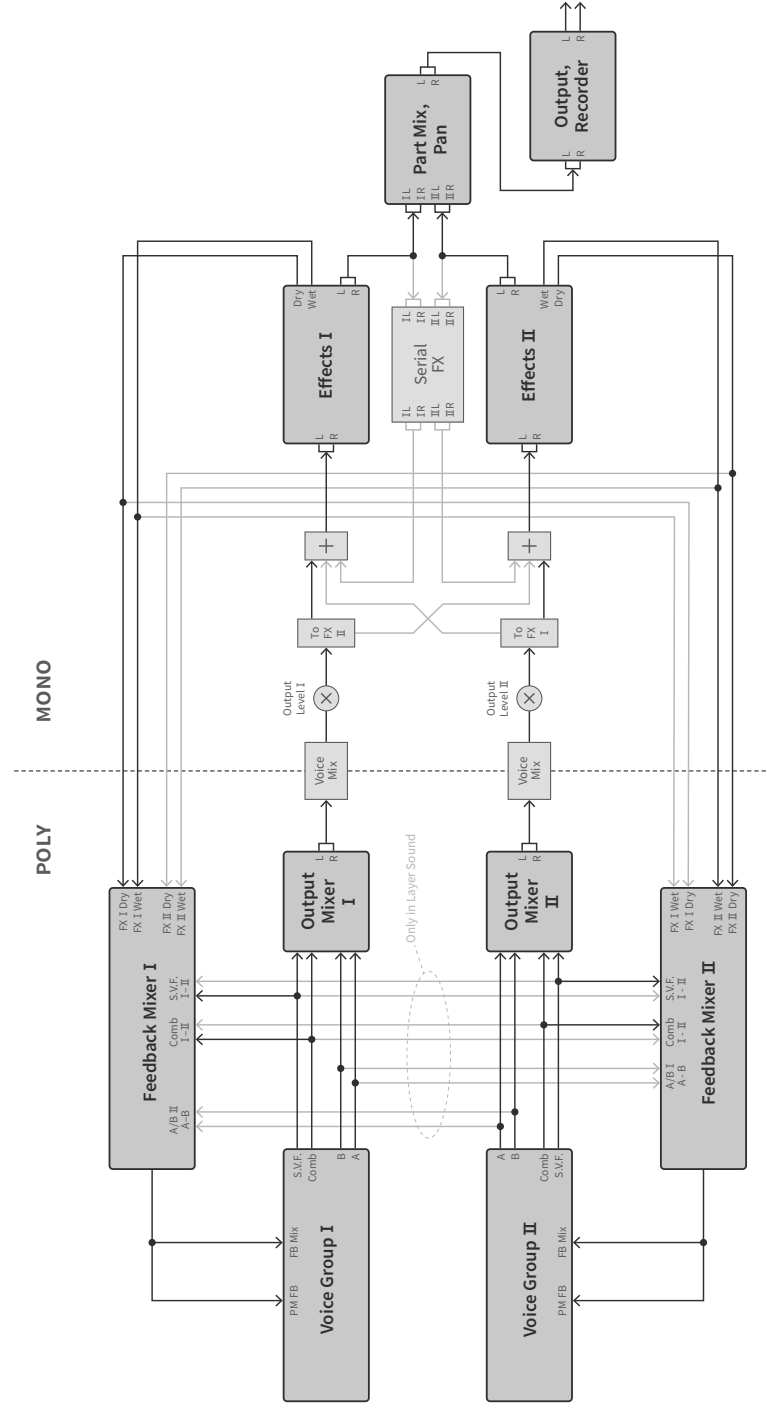 POLY
MONO
Feedback Mixer I
A/B II
A–B
Comb
I–II
S.V.F.
I–II
FX I Dry
FX I Wet
FX II Dry
FX II Wet
Voice Group I
PM FB
FB Mix
S.V.F.
Comb
B
A
Output
Mixer
I
L
R
Voice
Mix
Output
Level I
To
FX
II
+
L
R
Effects I
Dry
Wet
L
R
Only in Layer Sound
I L
I R
II L
II R
Serial
FX
I L
I R
II L
II R
I L
I R
II L
II R
Part Mix,
Pan
L
R
Voice Group II
PM FB
FB Mix
A
B
Comb
S.V.F.
Output
Mixer
II
L
R
Voice
Mix
Output
Level II
To
FX
I
+
L
R
Effects II
L
R
Wet
Dry
L
R
Output,
Recorder
L
R
Feedback Mixer II
A/B I
A - B
Comb
I - II
S.V.F.
I - II
FX I Wet
FX I Dry
FX II Wet
FX II Dry